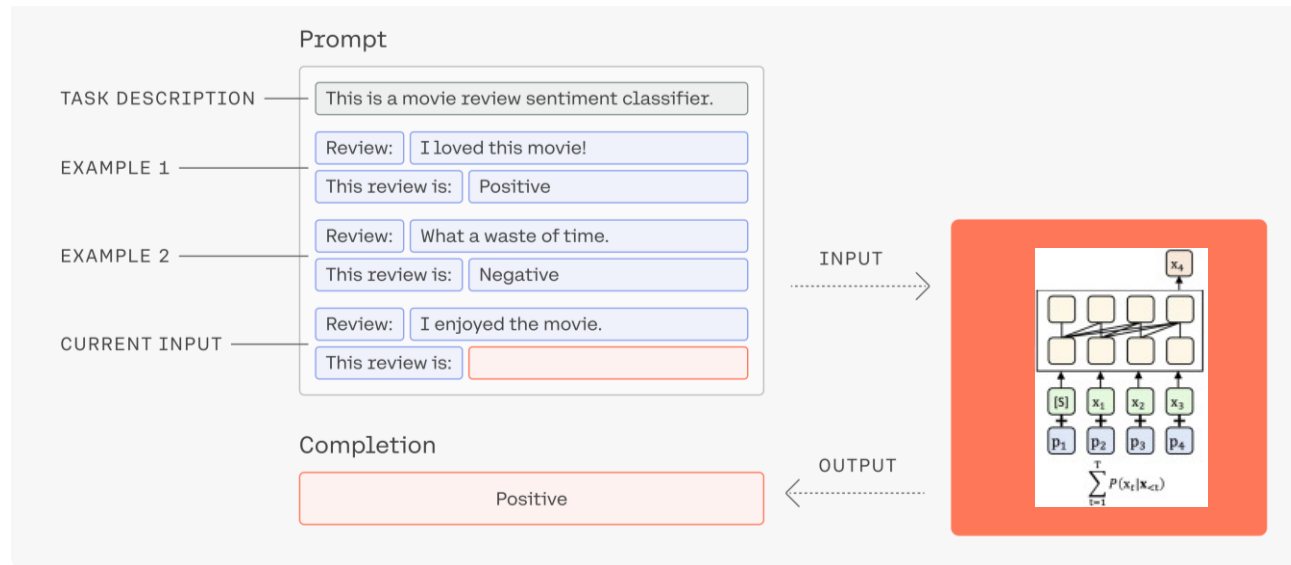 Prompt
TASK DESCRIPTION
This is a movie review sentiment classifier.
EXAMPLE 1
Review: I loved this movie!
This review is: Positive
EXAMPLE 2
Review: What a waste of time.
This review is: Negative
CURRENT INPUT
Review: I enjoyed the movie.
This review is:
Completion
Positive
INPUT
OUTPUT
x₄
[S] x₁ x₂ x₃
+ + + +
p₁ p₂ p₃ p₄
T
∑ P(xₜ|x<ₜ)
t=1